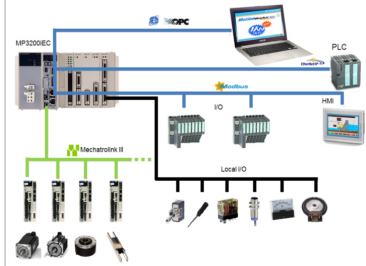 OPC
MP3200iEC
PLC
Modbus
HMI
I/O
Mechatrolink III
Local I/O